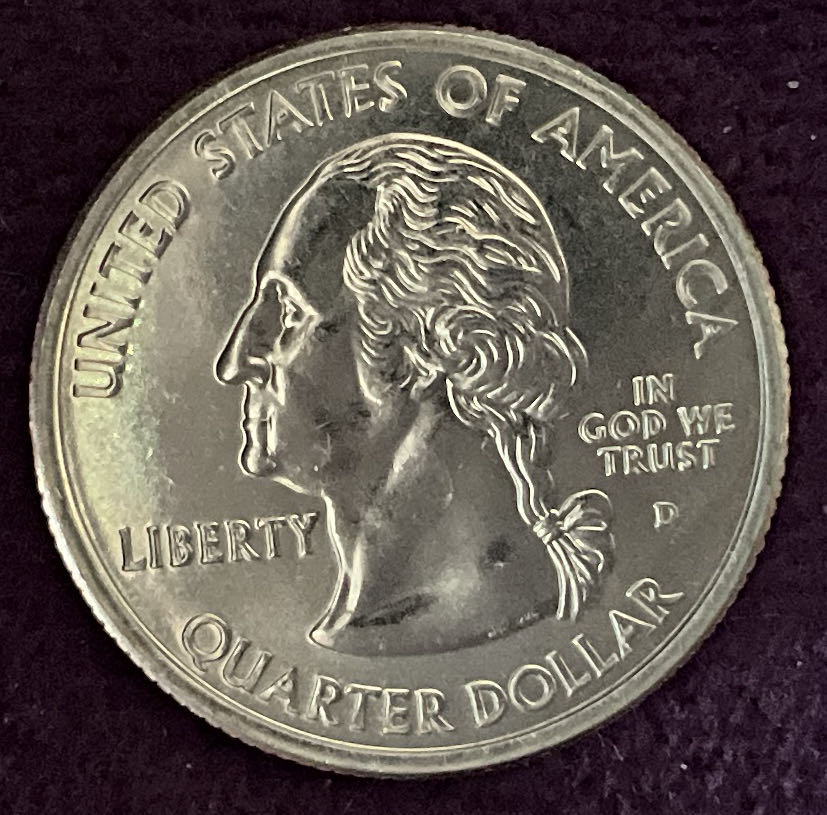 UNITED STATES OF AMERICA
IN
GOD WE
TRUST
D
LIBERTY
QUARTER DOLLAR